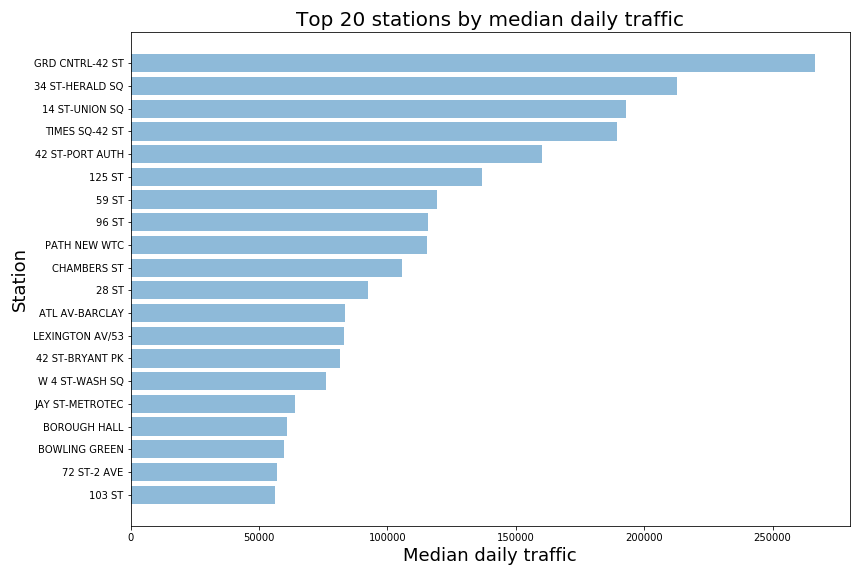 Top 20 stations by median daily traffic
Station
GRD CNTRL-42 ST
34 ST-HERALD SQ
14 ST-UNION SQ
TIMES SQ-42 ST
42 ST-PORT AUTH
125 ST
59 ST
96 ST
PATH NEW WTC
CHAMBERS ST
28 ST
ATL AV-BARCLAY
LEXINGTON AV/53
42 ST-BRYANT PK
W 4 ST-WASH SQ
JAY ST-METROTEC
BOROUGH HALL
BOWLING GREEN
72 ST-2 AVE
103 ST
0 50000 100000 150000 200000 250000
Median daily traffic